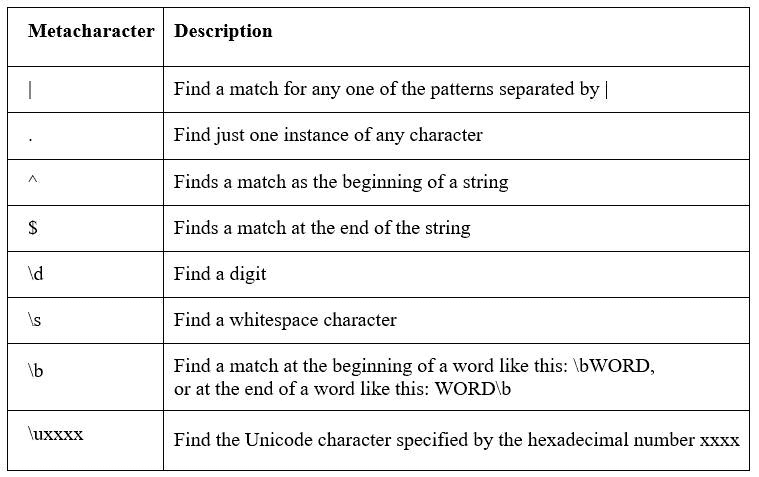 Metacharacter Description
| Find a match for any one of the patterns separated by |
. Find just one instance of any character
^ Finds a match as the beginning of a string
$ Finds a match at the end of the string
\d Find a digit
\s Find a whitespace character
\b Find a match at the beginning of a word like this: \bWORD,
or at the end of a word like this: WORD\b
\uxxxx Find the Unicode character specified by the hexadecimal number xxxx